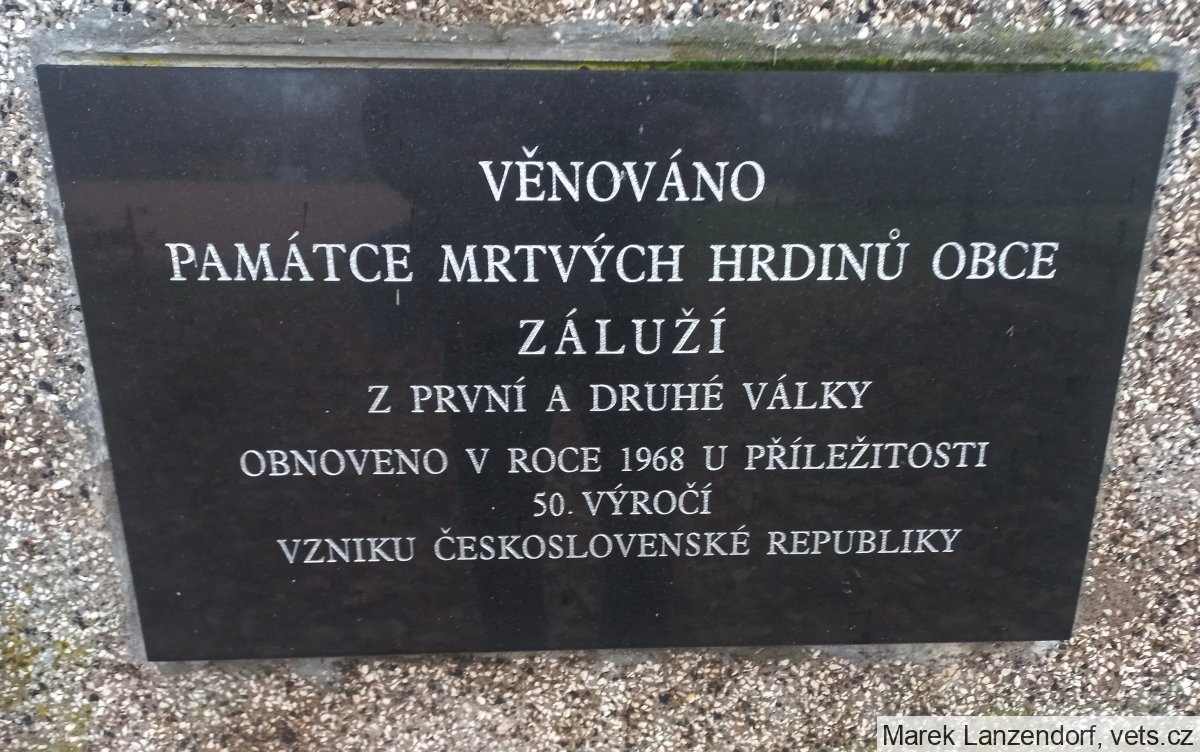 VĚNOVÁNO
PAMÁTCE MRTVÝCH HRDINŮ OBCE
ZÁLUŽÍ
Z PRVNÍ A DRUHÉ VÁLKY
OBNOVENO V ROCE 1968 U PŘÍLEŽITOSTI
50. VÝROČÍ
VZNIKU ČESKOSLOVENSKÉ REPUBLIKY
Marek Lanzendorf, vets.cz